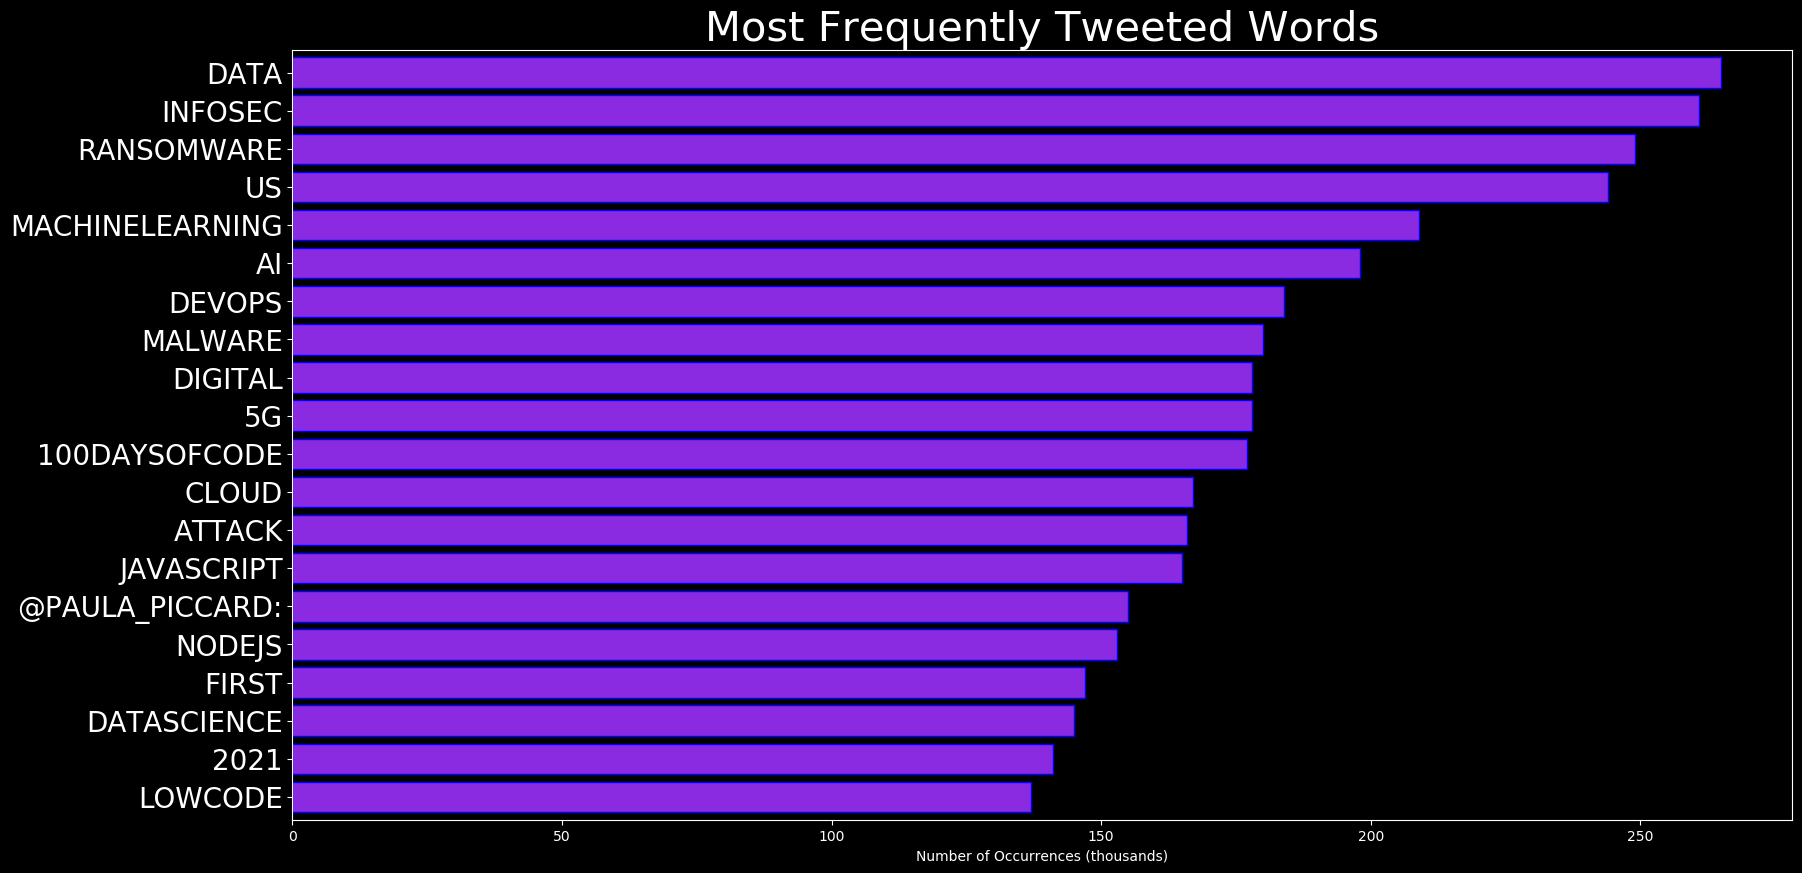 Most Frequently Tweeted Words
DATA
INFOSEC
RANSOMWARE
US
MACHINELEARNING
AI
DEVOPS
MALWARE
DIGITAL
5G
100DAYSOFCODE
CLOUD
ATTACK
JAVASCRIPT
@PAULA_PICCARD:
NODEJS
FIRST
DATASCIENCE
2021
LOWCODE
0 50 100 150 200 250
Number of Occurrences (thousands)